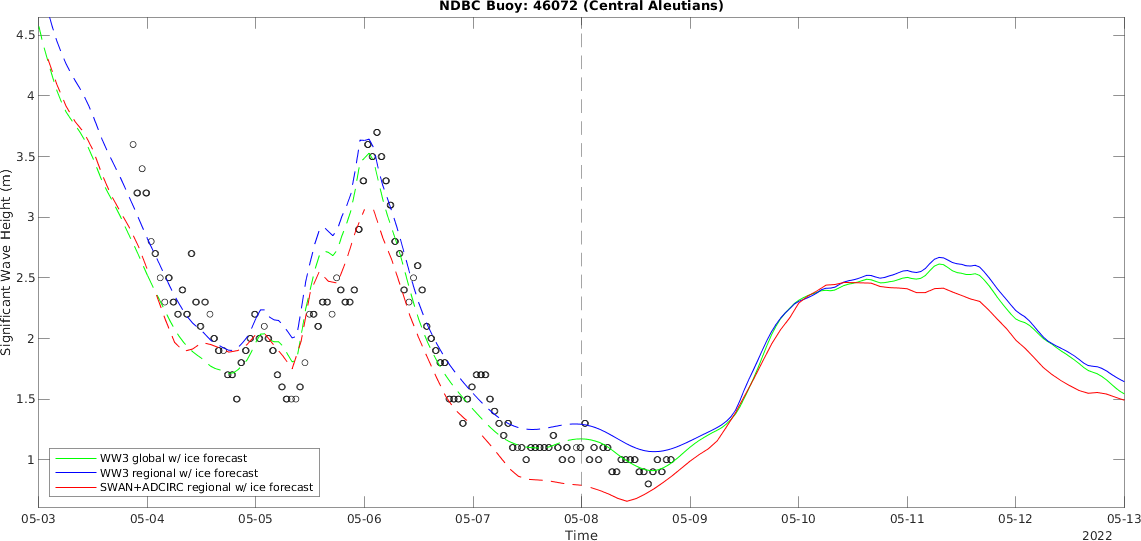 NDBC Buoy: 46072 (Central Aleutians)
Significant Wave Height (m)
4.5
4
3.5
3
2.5
2
1.5
1
WW3 global w/ ice forecast
WW3 regional w/ ice forecast
SWAN+ADCIRC regional w/ ice forecast
05-03 05-04 05-05 05-06 05-07 05-08 05-09 05-10 05-11 05-12 05-13
Time
2022